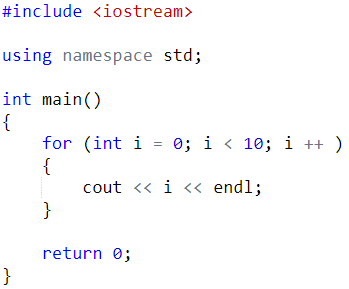 #include <iostream>
using namespace std;
int main()
{
for (int i = 0; i < 10; i ++ )
{
cout << i << endl;
}
return 0;
}